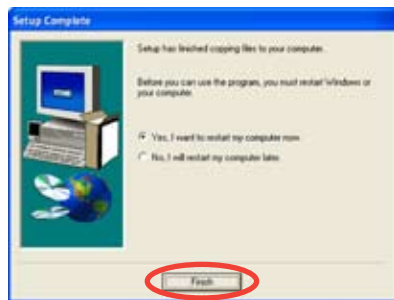 Setup Complete
Setup has finished copying files to your computer.
Before you can use the program, you must restart Windows or
your computer.
Yes, I want to restart my computer now.
No, I will restart my computer later.
Finish